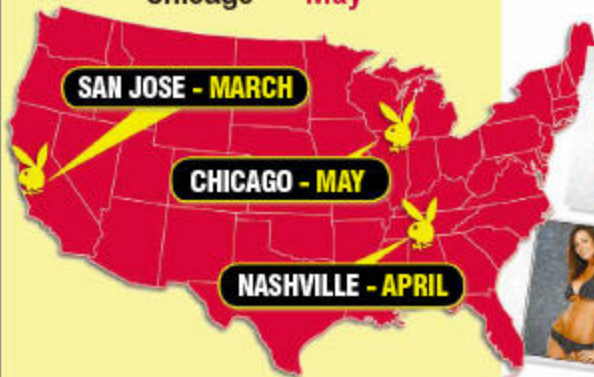 Chicago May
SAN JOSE - MARCH
CHICAGO - MAY
NASHVILLE - APRIL